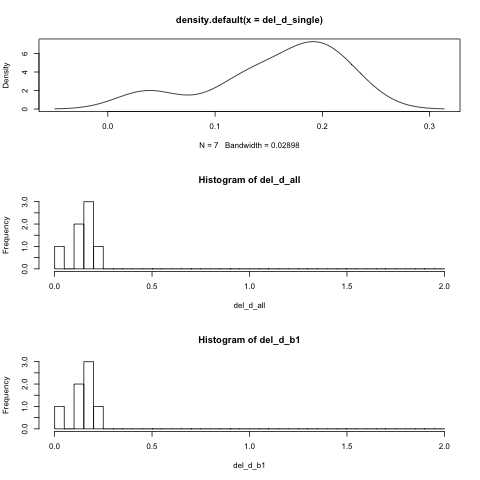 density.default(x = del_d_single)
Density
0 2 4 6
0.0 0.1 0.2 0.3
N = 7 Bandwidth = 0.02898
Histogram of del_d_all
Frequency
0.0 1.0 2.0 3.0
0.0 0.5 1.0 1.5 2.0
del_d_all
Histogram of del_d_b1
Frequency
0.0 1.0 2.0 3.0
0.0 0.5 1.0 1.5 2.0
del_d_b1